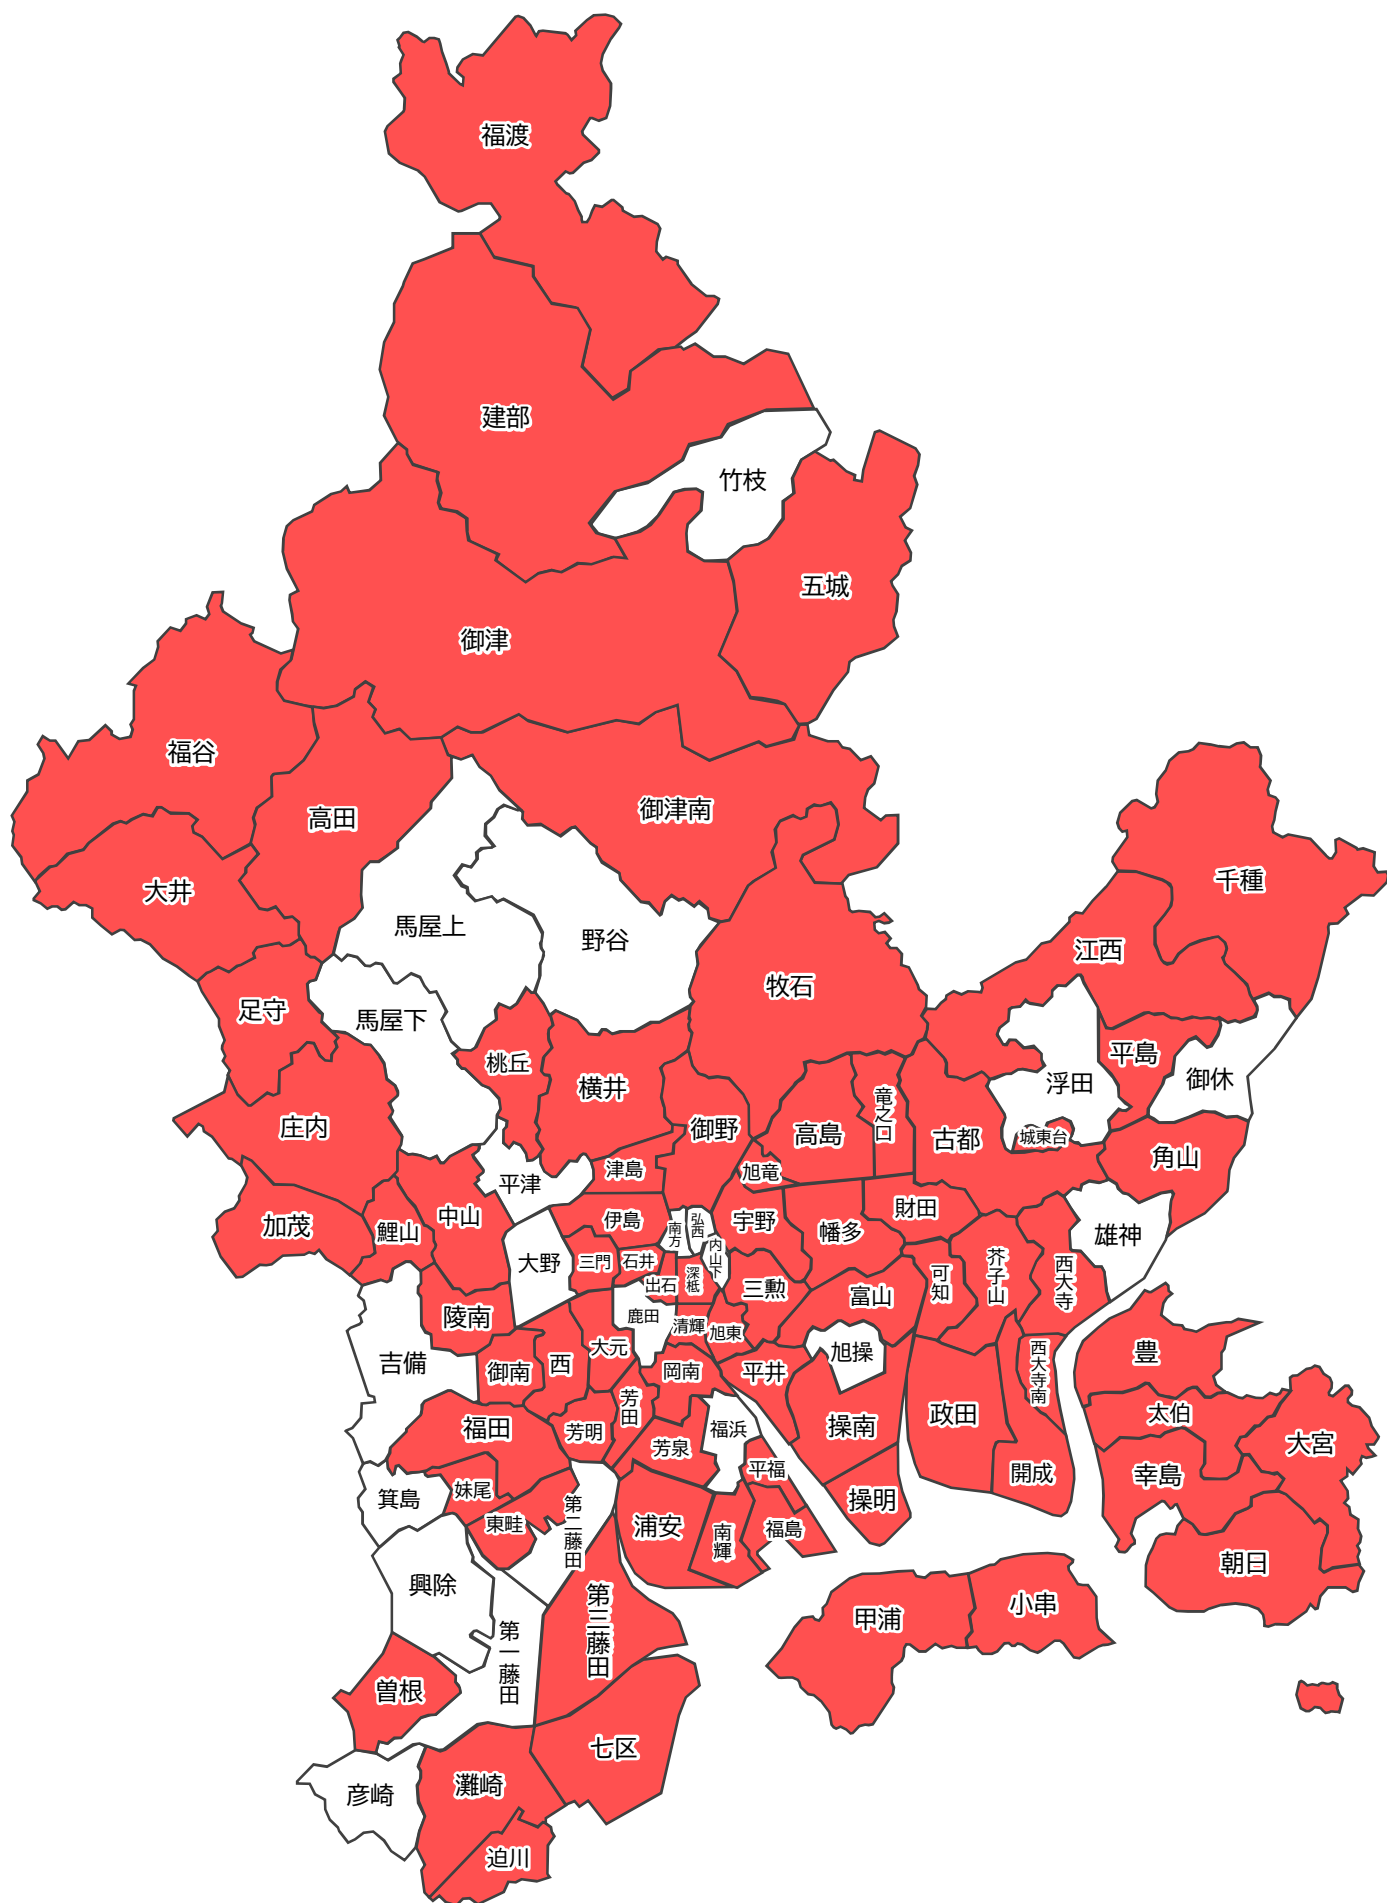 福渡
建部
竹枝
五城
御津
福谷
高田
御津南
大井
千種
馬屋上
野谷
江西
牧石
足守
馬屋下
桃丘
横井
平島
浮田
御休
竜之口
庄内
御野
高島
古都
城東台
角山
津島
旭竜
平津
加茂
鯉山
中山
伊島
南方
弘西
内山下
宇野
幡多
財田
雄神
大野
三門
石井
出石
深柢
三勲
富山
可知
芥子山
西大寺
陵南
鹿田
清輝
旭東
吉備
御南
西
大元
岡南
平井
旭操
西大寺南
豊
芳田
福田
芳明
芳泉
福浜
操南
政田
太伯
大宮
平福
開成
幸島
箕島
妹尾
東畦
第二藤田
浦安
南輝
福島
操明
朝日
興除
第一藤田
第三藤田
甲浦
小串
曽根
七区
彦崎
灘崎
迫川